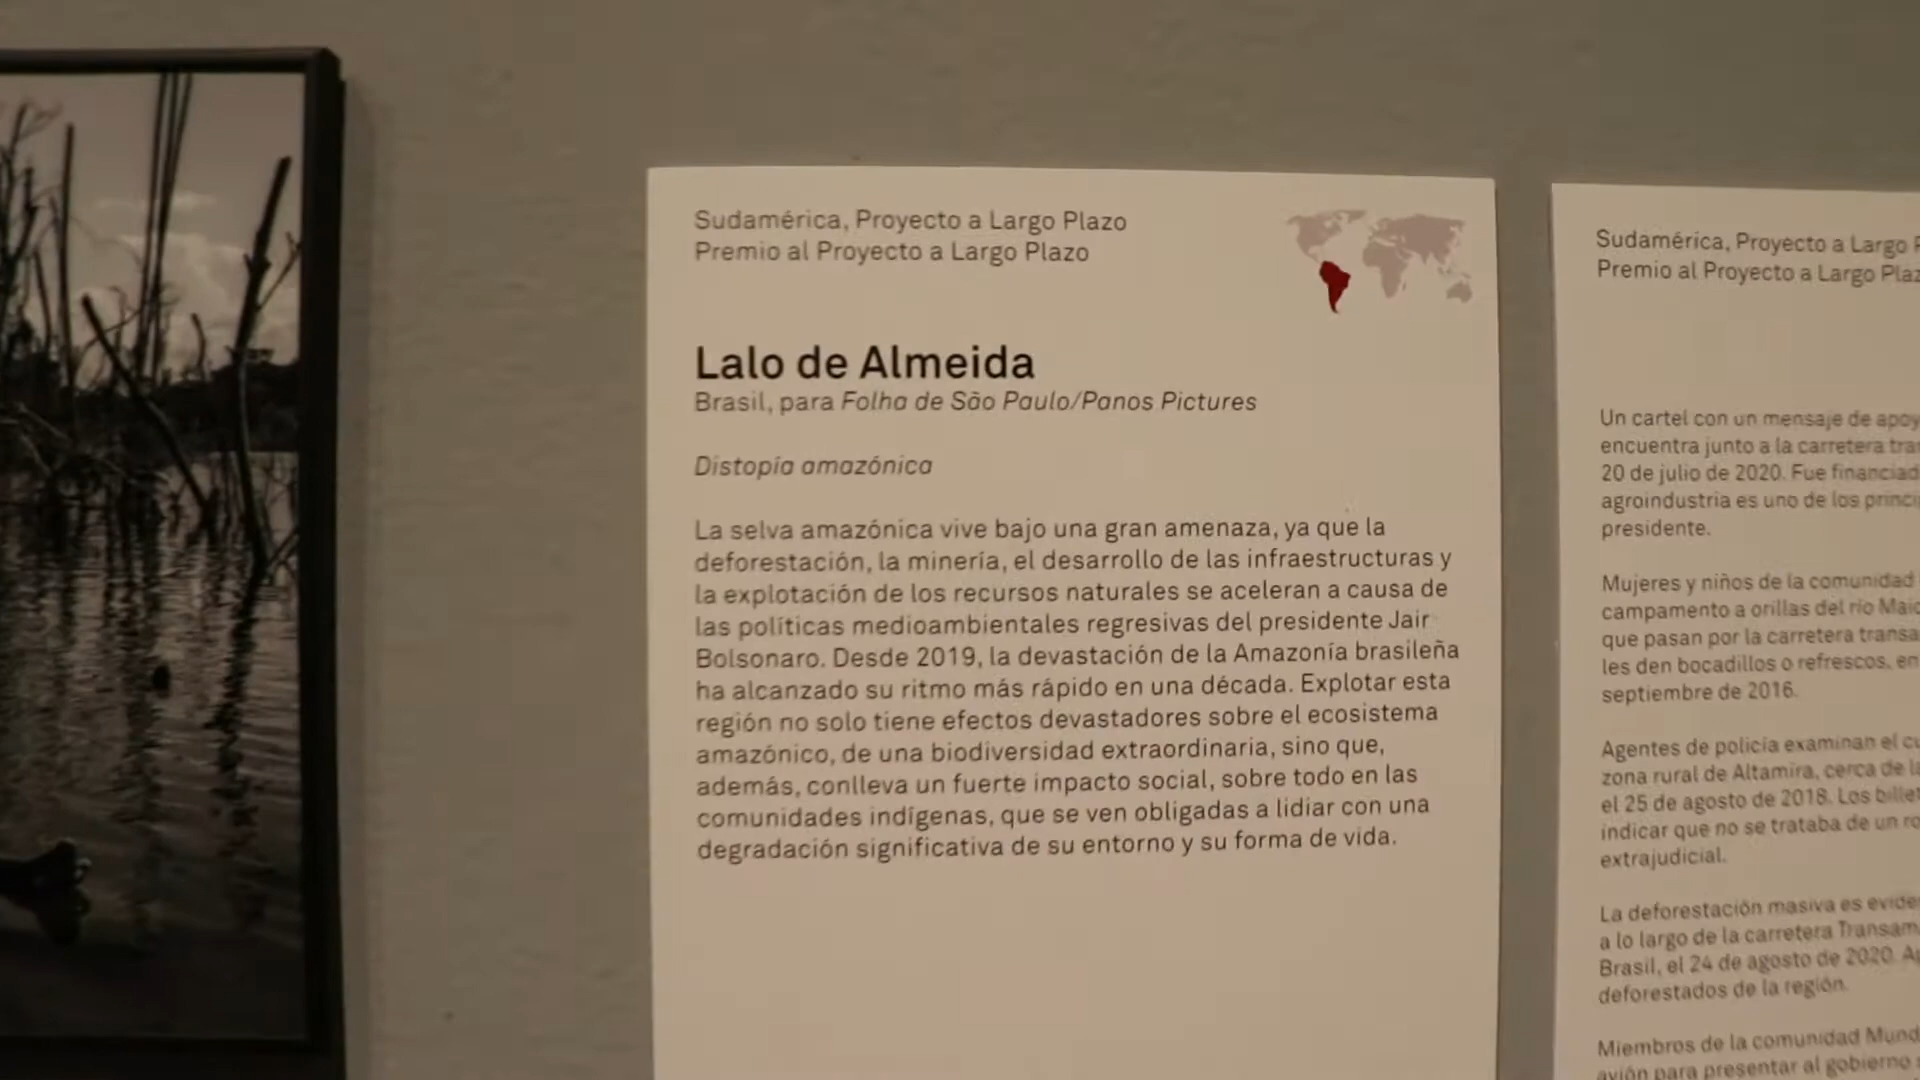 Sudamérica, Proyecto a Largo Plazo
Premio al Proyecto a Largo Plazo
Lalo de Almeida
Brasil, para Folha de São Paulo/Panos Pictures
Distopía amazónica
La selva amazónica vive bajo una gran amenaza, ya que la
deforestación, la minería, el desarrollo de las infraestructuras y
la explotación de los recursos naturales se aceleran a causa de
las políticas medioambientales regresivas del presidente Jair
Bolsonaro. Desde 2019, la devastación de la Amazonía brasileña
ha alcanzado su ritmo más rápido en una década. Explotar esta
región no solo tiene efectos devastadores sobre el ecosistema
amazónico, de una biodiversidad extraordinaria, sino que,
además, conlleva un fuerte impacto social, sobre todo en las
comunidades indígenas, que se ven obligadas a lidiar con una
degradación significativa de su entorno y su forma de vida.
Sudamérica, Proyecto a Largo
Premio al Proyecto a Largo
Un cartel con un mensaje de
encuentra junto a la carretera
20 de julio de 2020. Fue
agroindustria es uno de los
presidente.
Mujeres y niños de la comunidad
campamento a orillas del río
que pasan por la carretera
les den bocadillos o refrescos, en
septiembre de 2016.
Agentes de policía examinan el
zona rural de Altamira, cerca de
el 25 de agosto de 2018. Los
indicar que no se trataba de un
extrajudicial.
La deforestación masiva es
a lo largo de la carretera
Brasil, el 24 de agosto de 2020.
deforestados de la región.
Miembros de la comunidad
avión para presentar al gobierno